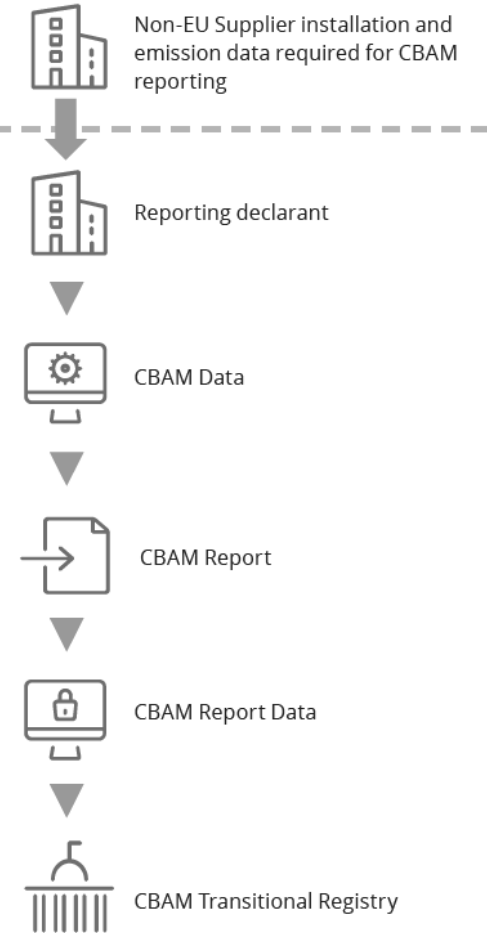 Non-EU Supplier installation and
emission data required for CBAM
reporting
Reporting declarant
CBAM Data
CBAM Report
CBAM Report Data
CBAM Transitional Registry